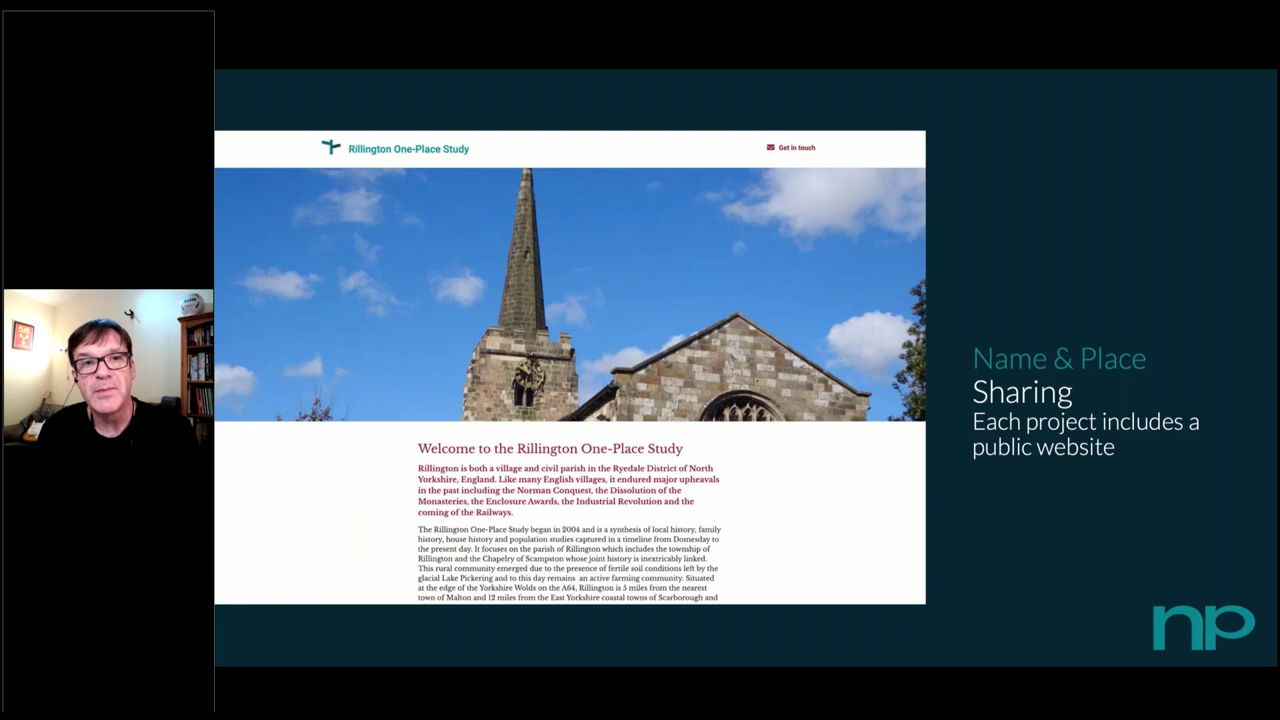 Rillington One-Place Study
Get in touch
Welcome to the Rillington One-Place Study
Rillington is both a village and civil parish in the Ryedale District of North
Yorkshire, England. Like many English villages, it endured major upheavals
in the past including the Norman Conquest, the Dissolution of the
Monasteries, the Enclosure Awards, the Industrial Revolution and the
coming of the Railways.
The Rillington One-Place Study began in 2004 and is a synthesis of local history, family
history, house history and population studies captured in a timeline from Domesday to
the present day. It focuses on the parish of Rillington which includes the township of
Rillington and the Chapelry of Scampston whose joint history is inextricably linked.
This rural community emerged due to the presence of fertile soil conditions left by the
glacial Lake Pickering and to this day remains an active farming community. Situated
at the edge of the Yorkshire Wolds on the A64, Rillington is 5 miles from the nearest
town of Malton and 12 miles from the East Yorkshire coastal towns of Scarborough and
Name & Place
Sharing
Each project includes a
public website
np